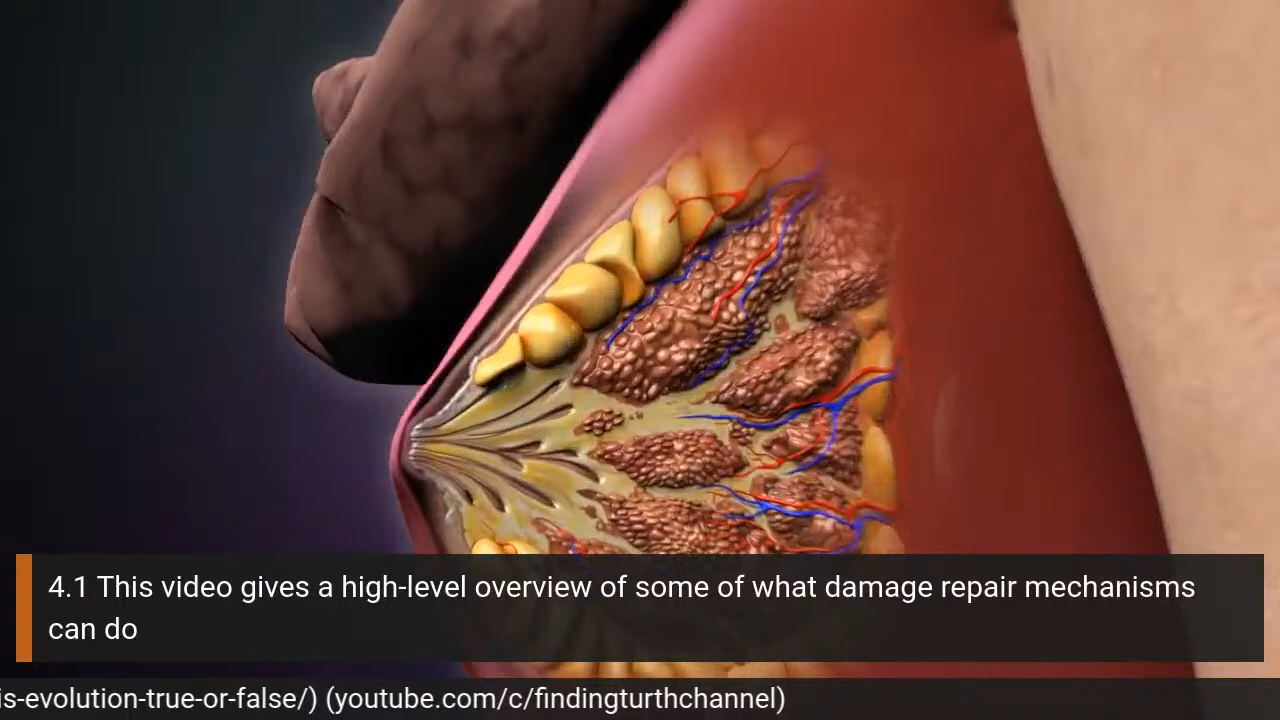 4.1 This video gives a high-level overview of some of what damage repair mechanisms
can do
is-evolution-true-or-false/) (youtube.com/c/findingturthchannel)